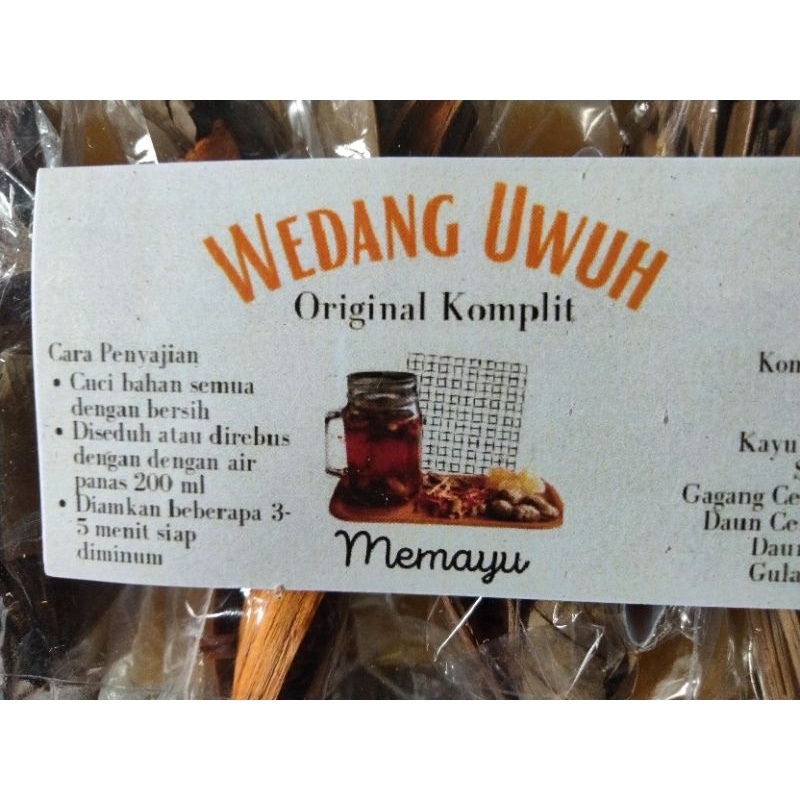 WEDANG UWUH
Original Komplit
Cara Penyajian
• Cuci bahan semua
dengan bersih
• Diseduh atau direbus
dengan dengan air
panas 200 ml
• Diamkan beberapa 3-
5 menit siap
diminum
Memayu
Kayu
Gagang
Daun
Gula